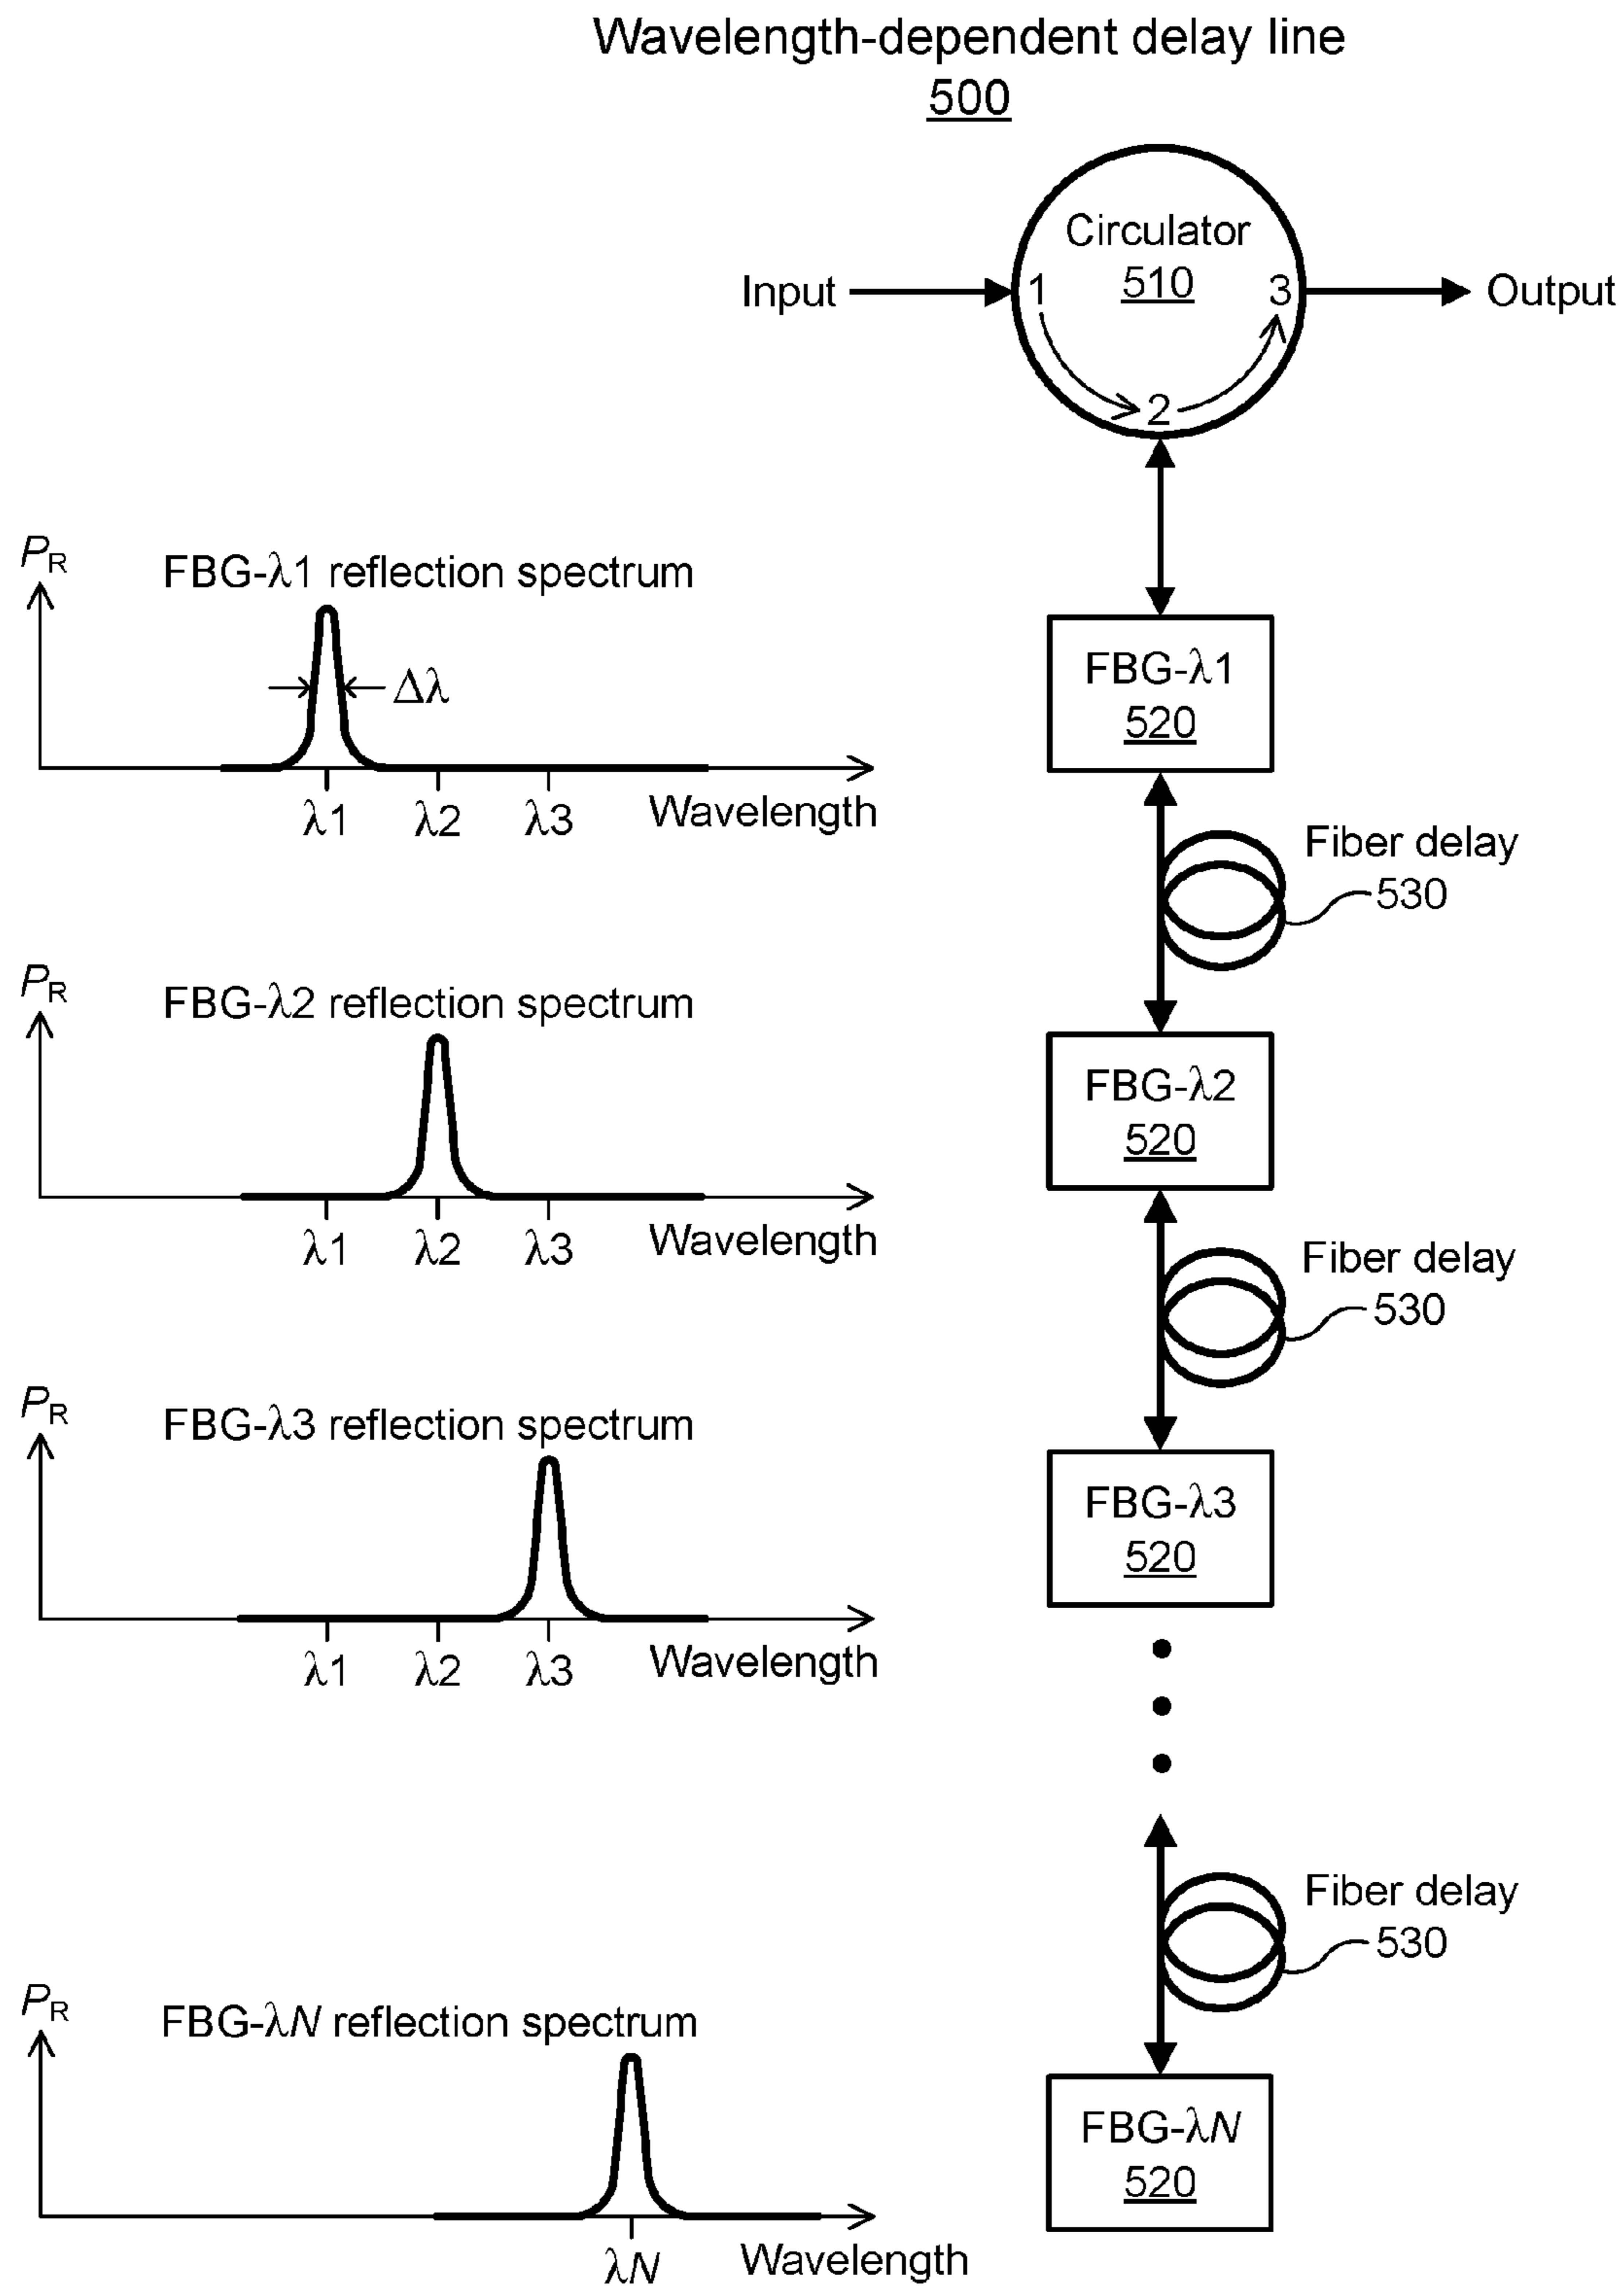 Wavelength-dependent delay line
500
Circulator
510
Input
1
3
Output
2
PR
FBG-λ1 reflection spectrum
Δλ
λ1 λ2 λ3 Wavelength
FBG-λ1
520
Fiber delay
530
PR
FBG-λ2 reflection spectrum
λ1 λ2 λ3 Wavelength
FBG-λ2
520
Fiber delay
530
PR
FBG-λ3 reflection spectrum
λ1 λ2 λ3 Wavelength
FBG-λ3
520
Fiber delay
530
PR
FBG-λN reflection spectrum
λN Wavelength
FBG-λN
520